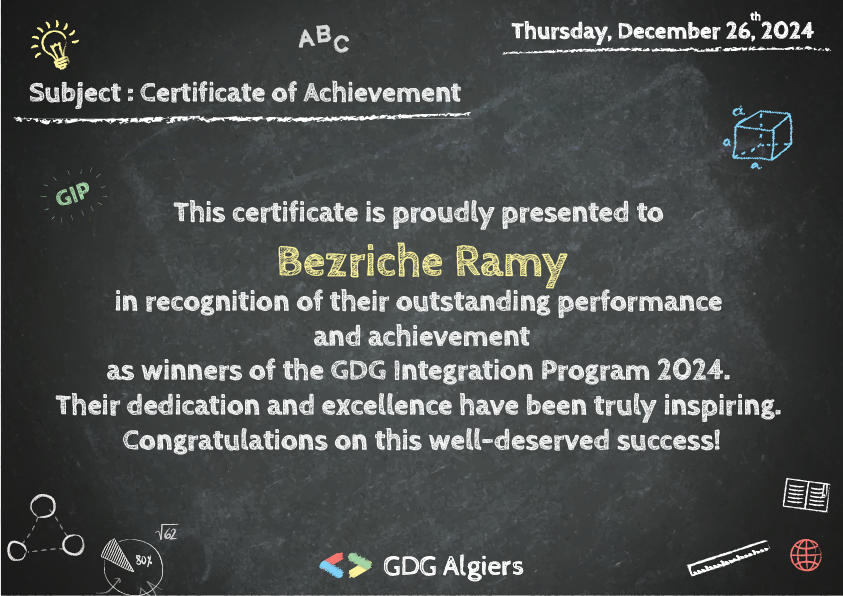 ABC
Thursday, December 26,th 2024
Subject : Certificate of Achievement
a
a
a
GIP
This certificate is proudly presented to
Bezriche Ramy
in recognition of their outstanding performance
and achievement
as winners of the GDG Integration Program 2024.
Their dedication and excellence have been truly inspiring.
Congratulations on this well-deserved success!
√62
80%
GDG Algiers